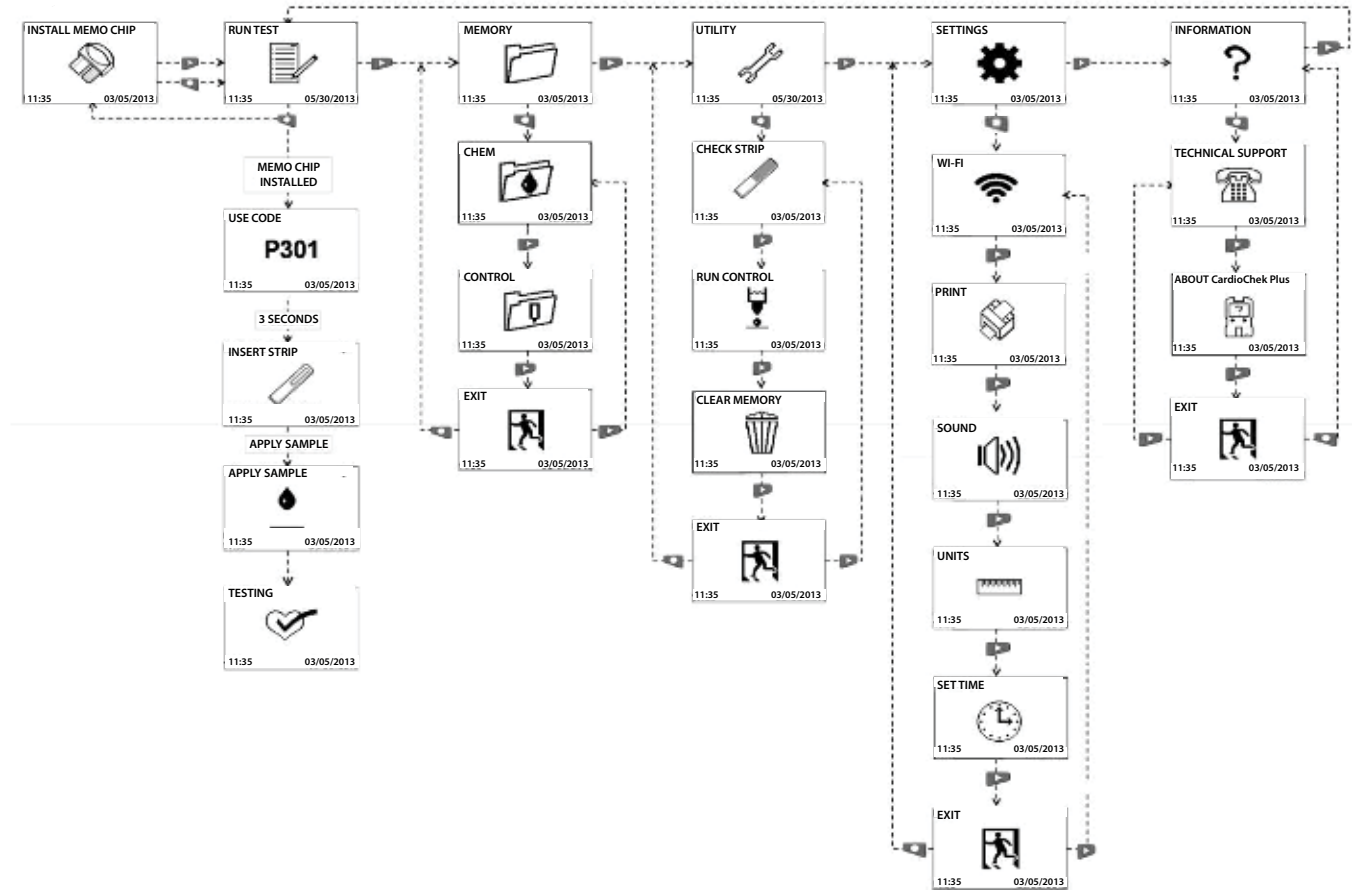 INSTALL MEMO CHIP
11:35 03/05/2013
RUN TEST
11:35 05/30/2013
MEMORY
11:35 03/05/2013
UTILITY
11:35 05/30/2013
SETTINGS
11:35 03/05/2013
INFORMATION
?
11:35 03/05/2013
MEMO CHIP
INSTALLED
USE CODE
P301
11:35 03/05/2013
3 SECONDS
INSERT STRIP
11:35 03/05/2013
APPLY SAMPLE
APPLY SAMPLE
11:35 03/05/2013
TESTING
11:35 03/05/2013
CHEM
11:35 03/05/2013
CONTROL
11:35 03/05/2013
EXIT
11:35 03/05/2013
CHECK STRIP
11:35 03/05/2013
RUN CONTROL
11:35 03/05/2013
CLEAR MEMORY
11:35 03/05/2013
EXIT
11:35 03/05/2013
WI-FI
11:35 03/05/2013
PRINT
11:35 03/05/2013
SOUND
11:35 03/05/2013
UNITS
11:35 03/05/2013
SET TIME
11:35 03/05/2013
EXIT
11:35 03/05/2013
TECHNICAL SUPPORT
11:35 03/05/2013
ABOUT CardioChek Plus
?
11:35 03/05/2013
EXIT
11:35 03/05/2013